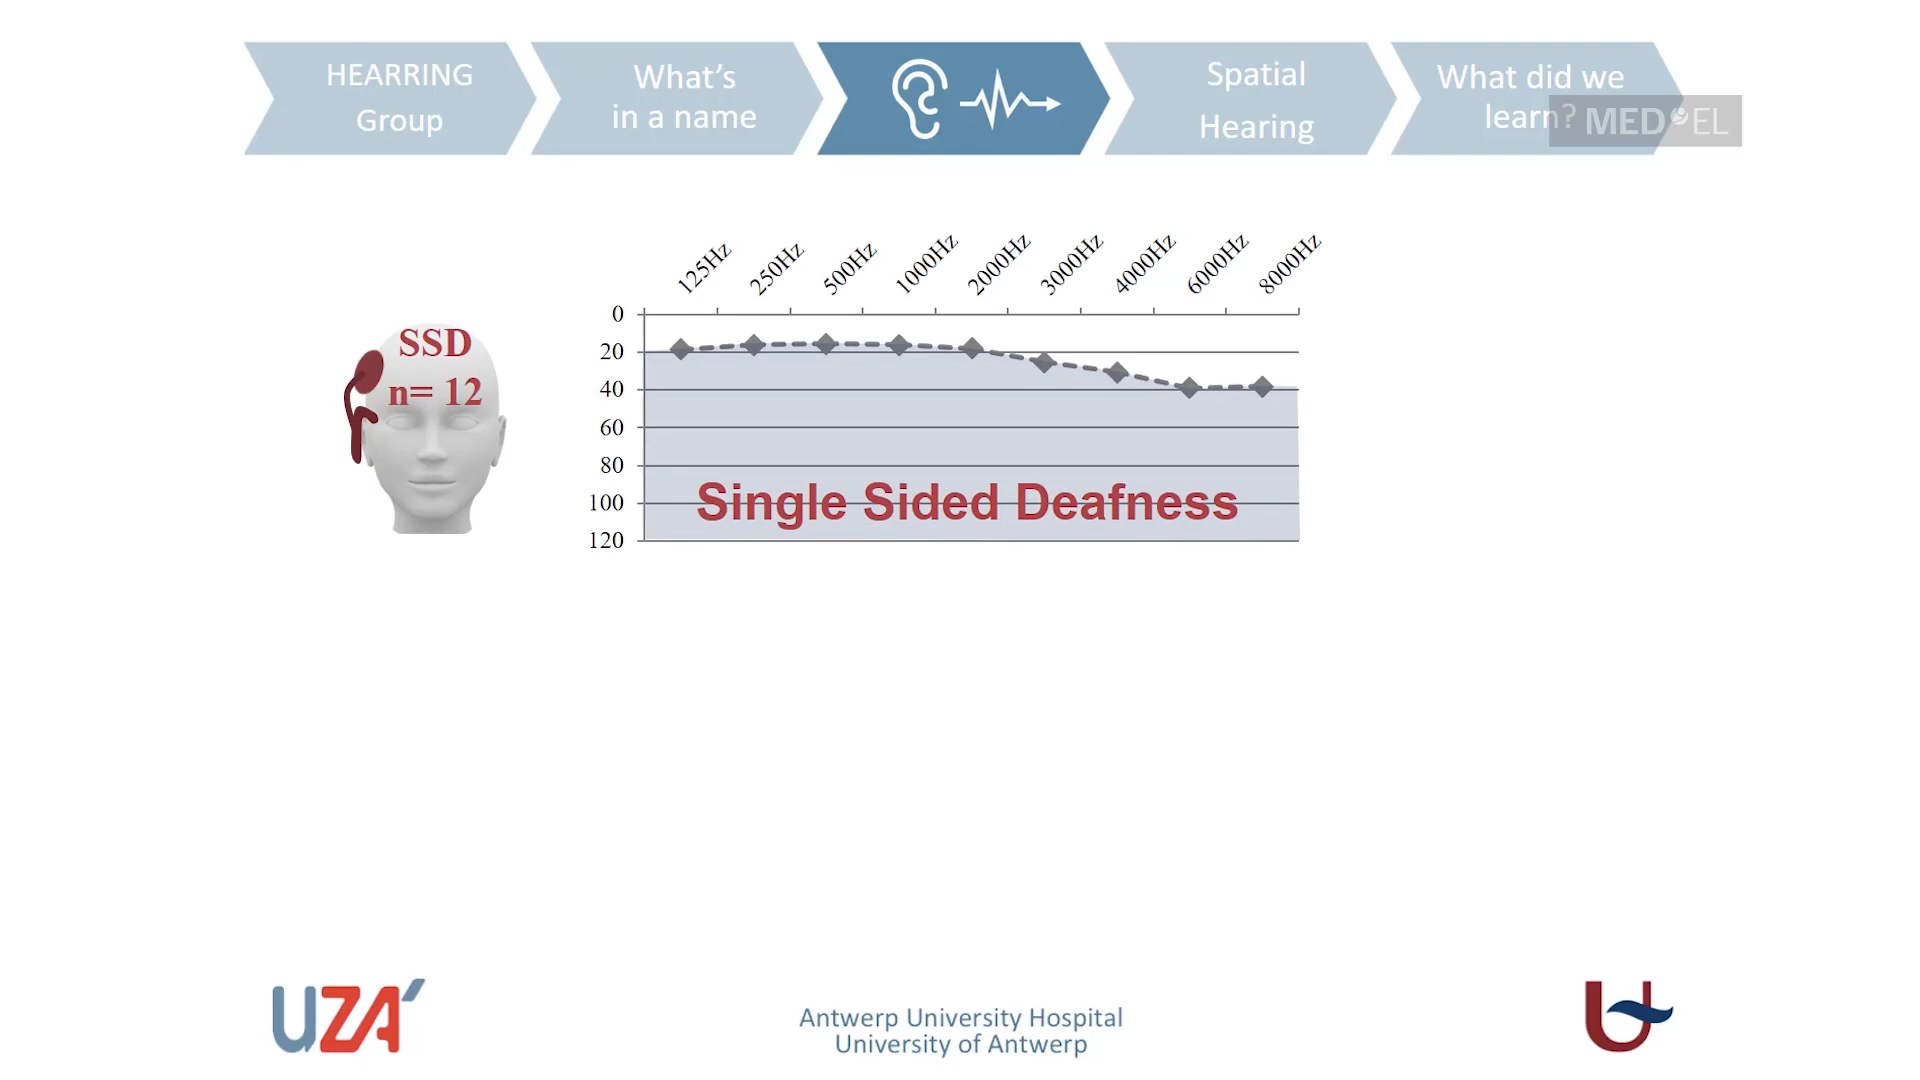 HEARRING
Group
What's
in a name
Spatial
Hearing
What did we
learn?
MED EL
125Hz
250Hz
500Hz
1000Hz
2000Hz
3000Hz
4000Hz
6000Hz
8000Hz
0
20
40
60
80
100
120
SSD
n= 12
Single Sided Deafness
UZA
Antwerp University Hospital
University of Antwerp